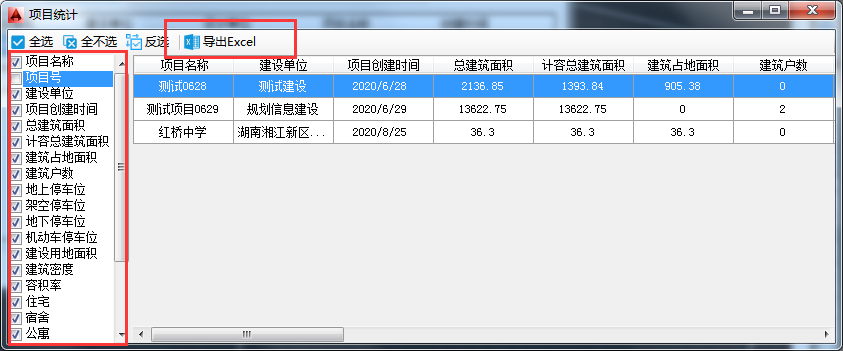 项目统计
全选 全不选 反选 导出Excel
项目名称
项目号
建设单位
项目创建时间
总建筑面积
计容总建筑面积
建筑占地面积
建筑户数
地上停车位
架空停车位
地下停车位
机动车停车位
建设用地面积
建筑密度
容积率
住宅
宿舍
公寓
项目名称 建设单位 项目创建时间 总建筑面积 计容总建筑面积 建筑占地面积 建筑户数
测试0628 测试建设 2020/6/28 2136.85 1393.84 905.38 0
测试项目0629 规划信息建设 2020/6/29 13622.75 13622.75 0 2
红桥中学 湖南湘江新区... 2020/8/25 36.3 36.3 36.3 0